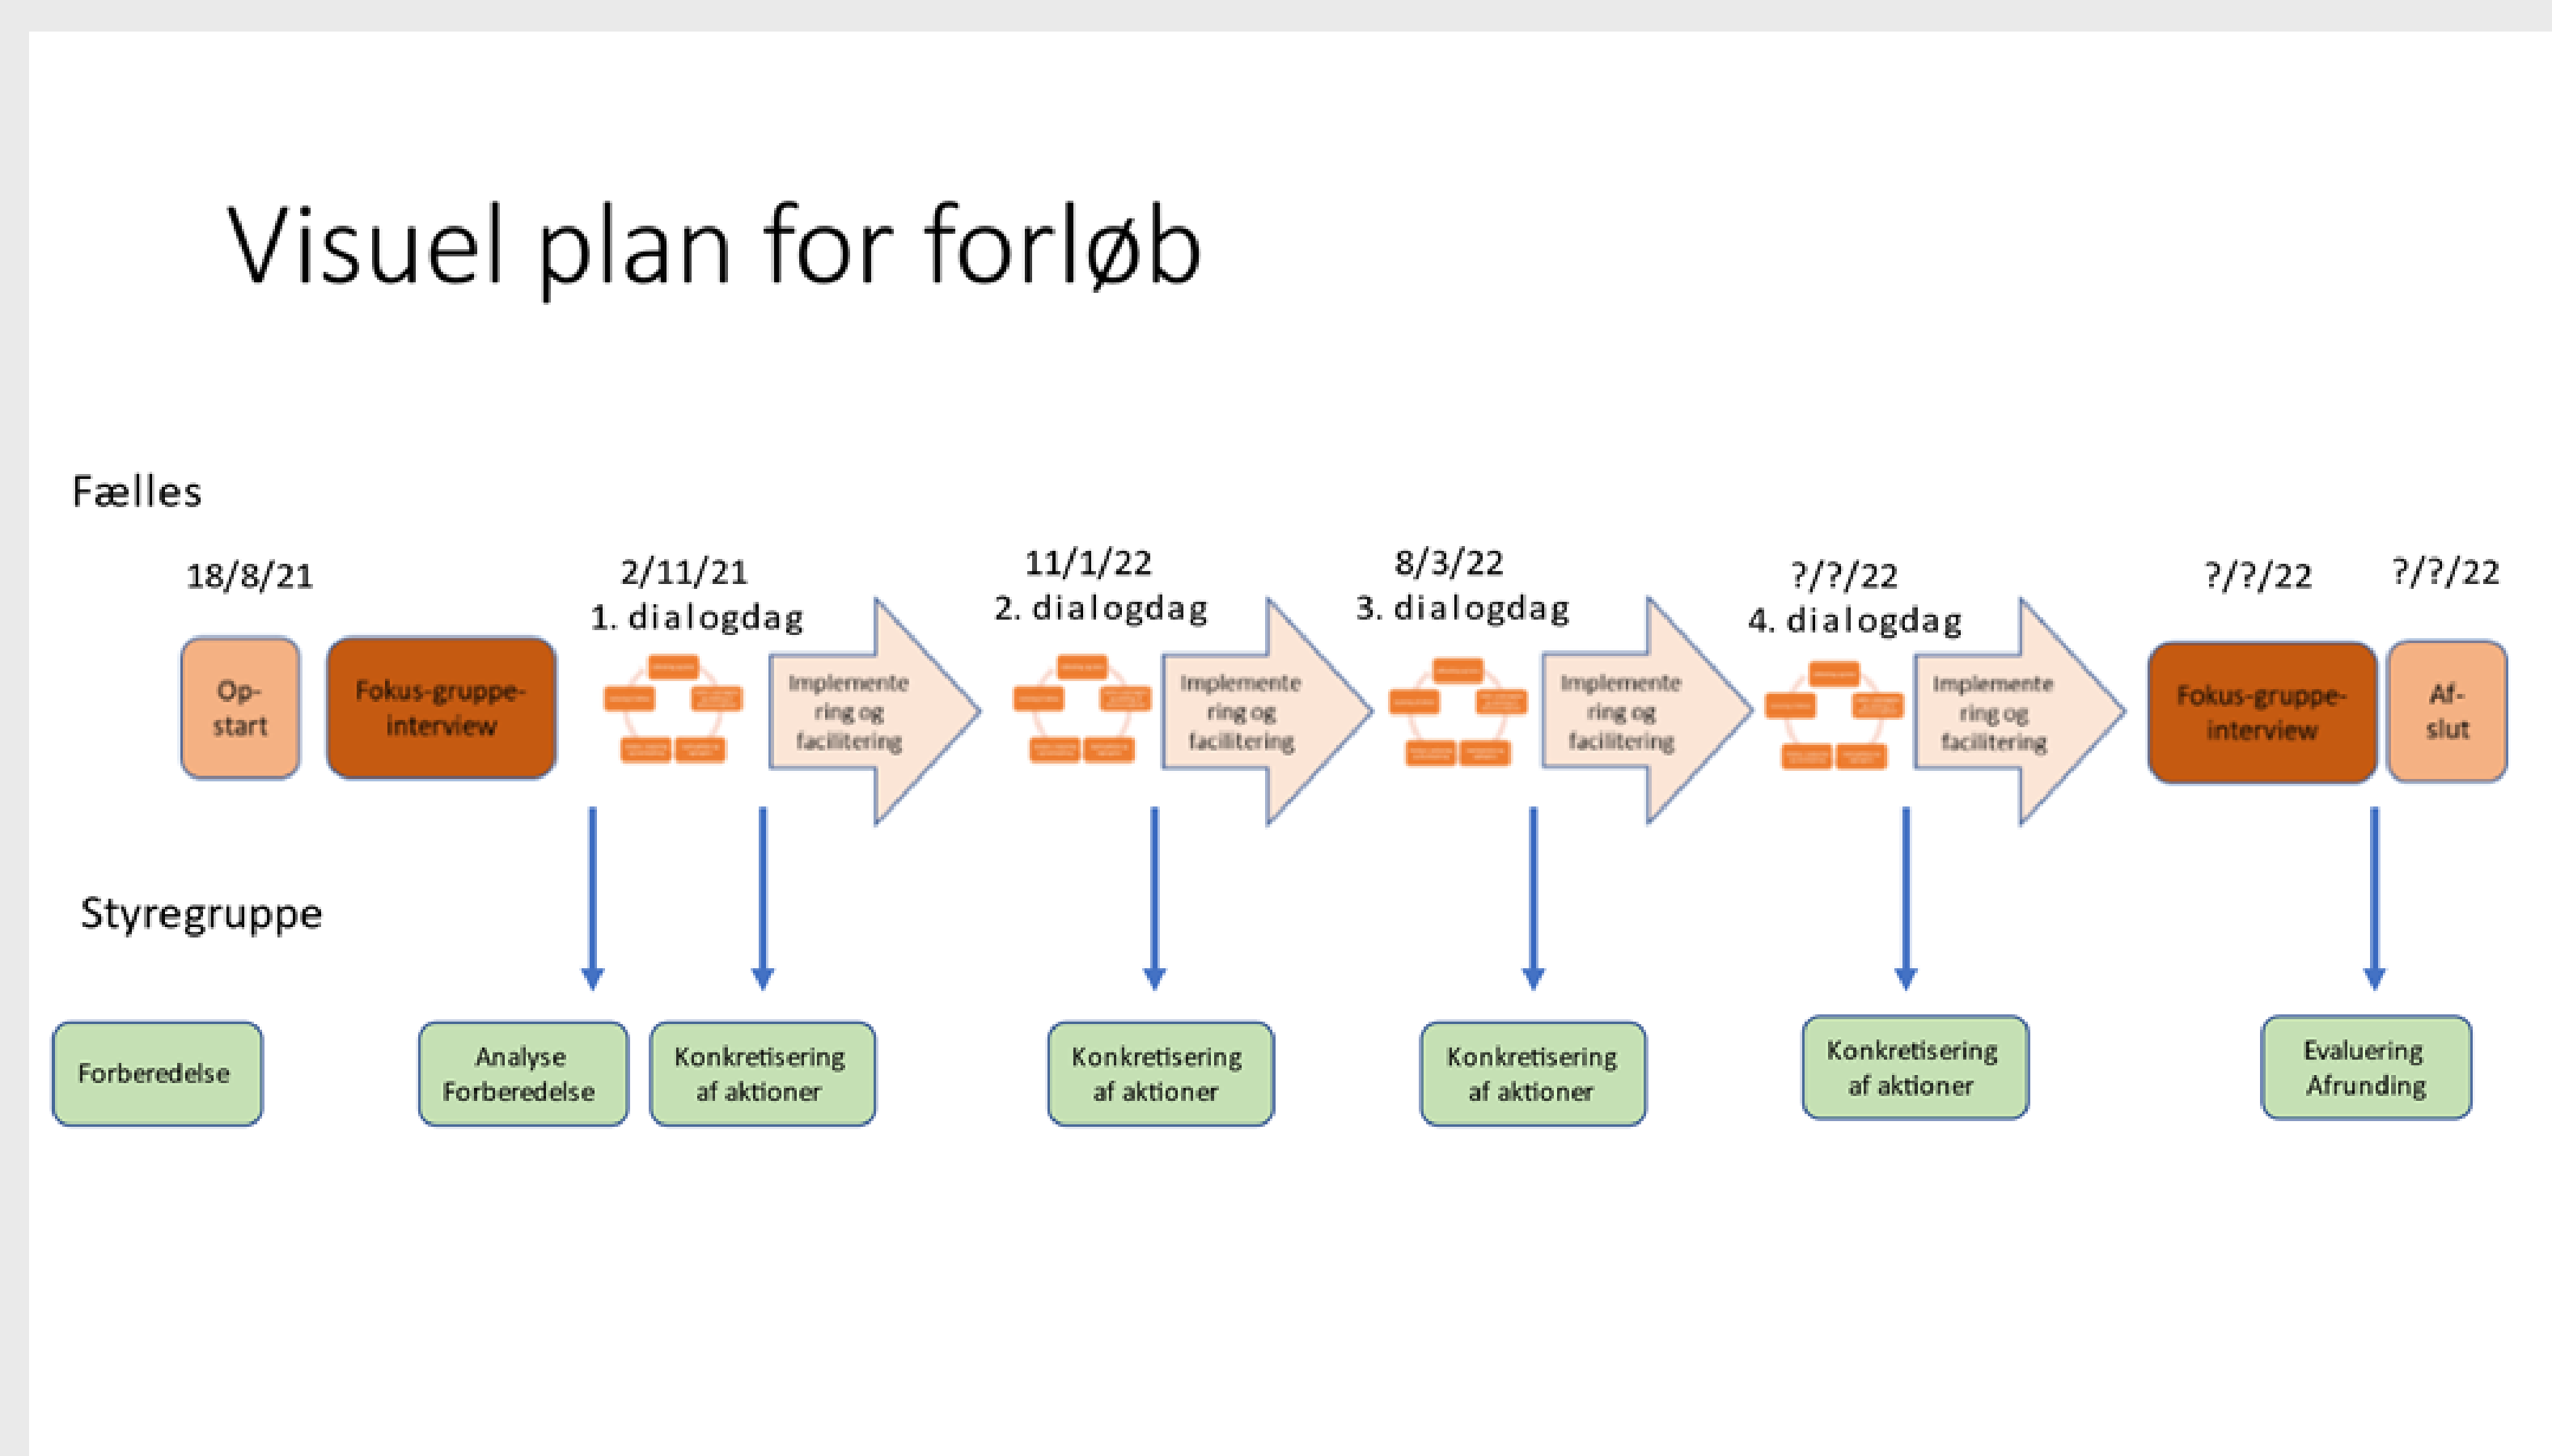 Visuel plan for forløb
Fælles
18/8/21
2/11/21
1. dialogdag
11/1/22
2. dialogdag
8/3/22
3. dialogdag
?/?/22
4. dialogdag
?/?/22
?/?/22
Op-
start
Fokus-gruppe-
interview
Implemente
ring og
facilitering
Implemente
ring og
facilitering
Implemente
ring og
facilitering
Implemente
ring og
facilitering
Fokus-gruppe-
interview
Af-
slut
Styregruppe
Forberedelse
Analyse
Forberedelse
Konkretisering
af aktioner
Konkretisering
af aktioner
Konkretisering
af aktioner
Konkretisering
af aktioner
Evaluering
Afrunding